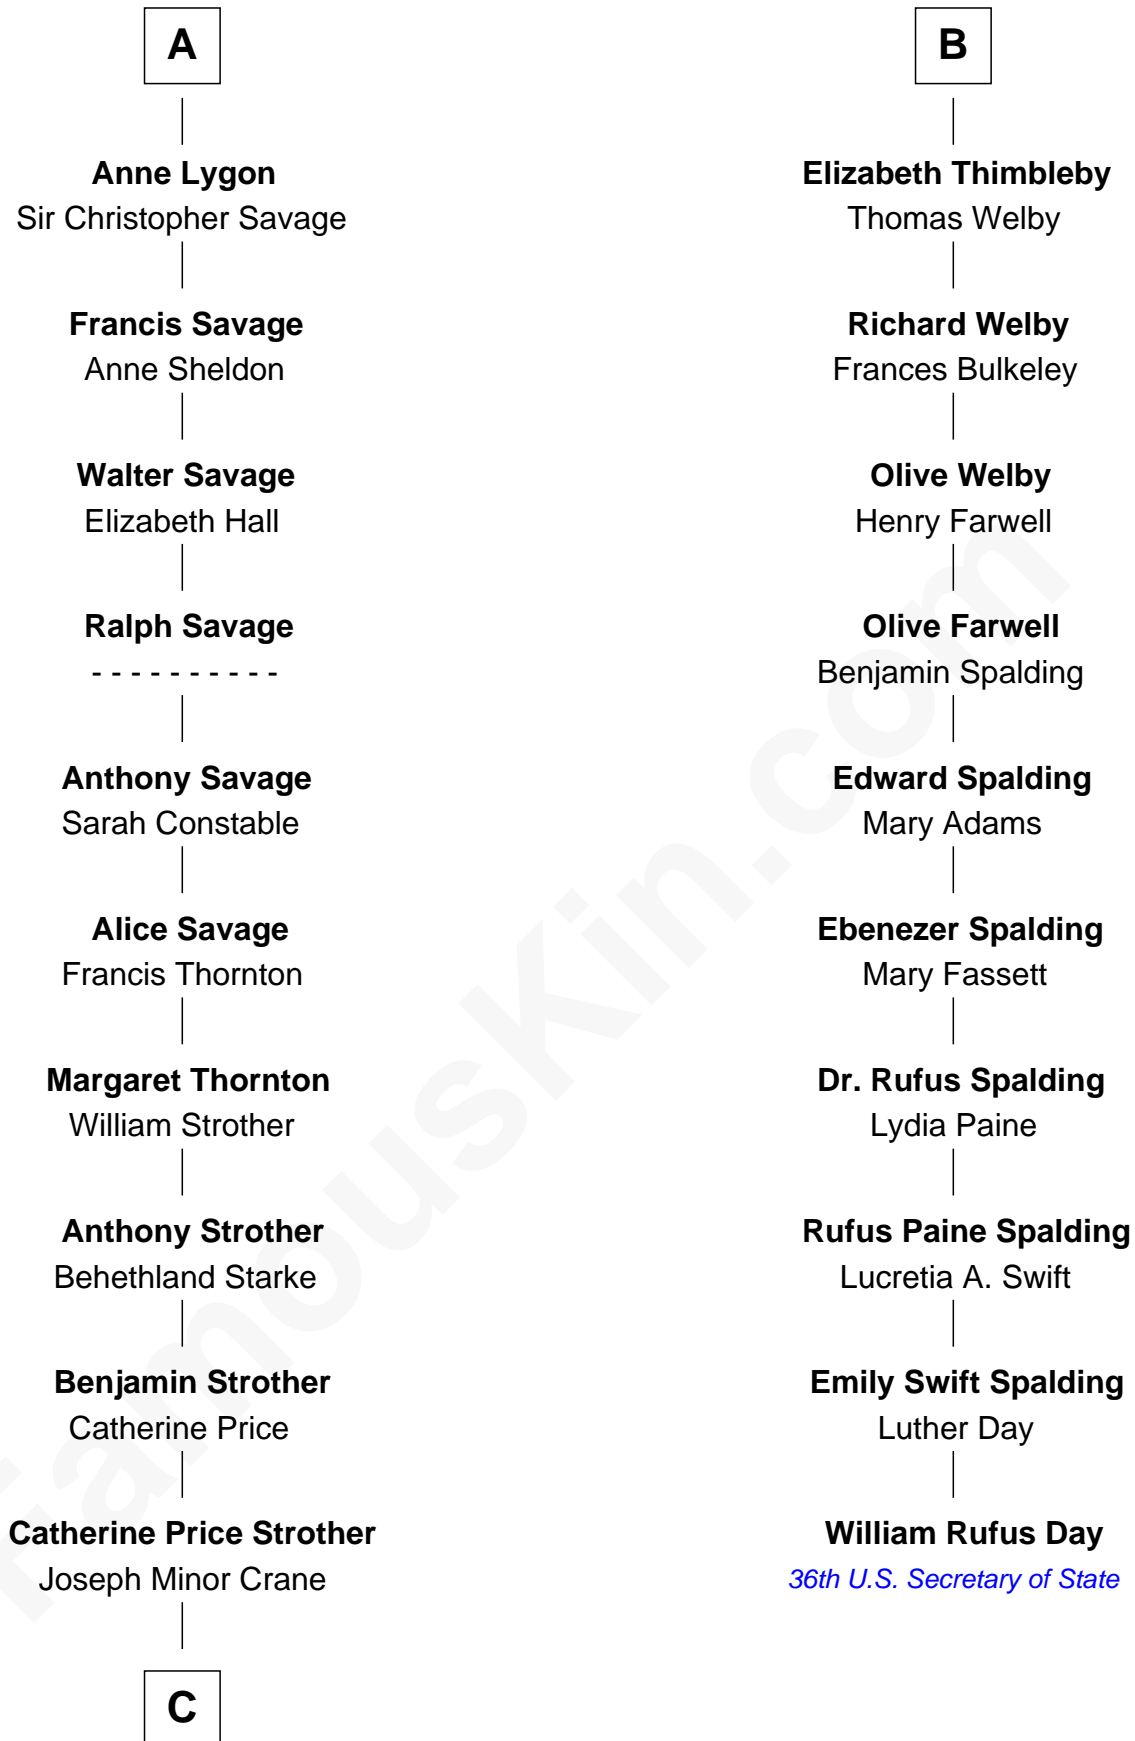 A
Anne Lygon
Sir Christopher Savage
Francis Savage
Anne Sheldon
Walter Savage
Elizabeth Hall
Ralph Savage
- - - - - - - - - -
Anthony Savage
Sarah Constable
Alice Savage
Francis Thornton
Margaret Thornton
William Strother
Anthony Strother
Behethland Starke
Benjamin Strother
Catherine Price
Catherine Price Strother
Joseph Minor Crane
C
B
Elizabeth Thimbleby
Thomas Welby
Richard Welby
Frances Bulkeley
Olive Welby
Henry Farwell
Olive Farwell
Benjamin Spalding
Edward Spalding
Mary Adams
Ebenezer Spalding
Mary Fassett
Dr. Rufus Spalding
Lydia Paine
Rufus Paine Spalding
Lucretia A. Swift
Emily Swift Spalding
Luther Day
William Rufus Day
36th U.S. Secretary of State
FamousKin.com